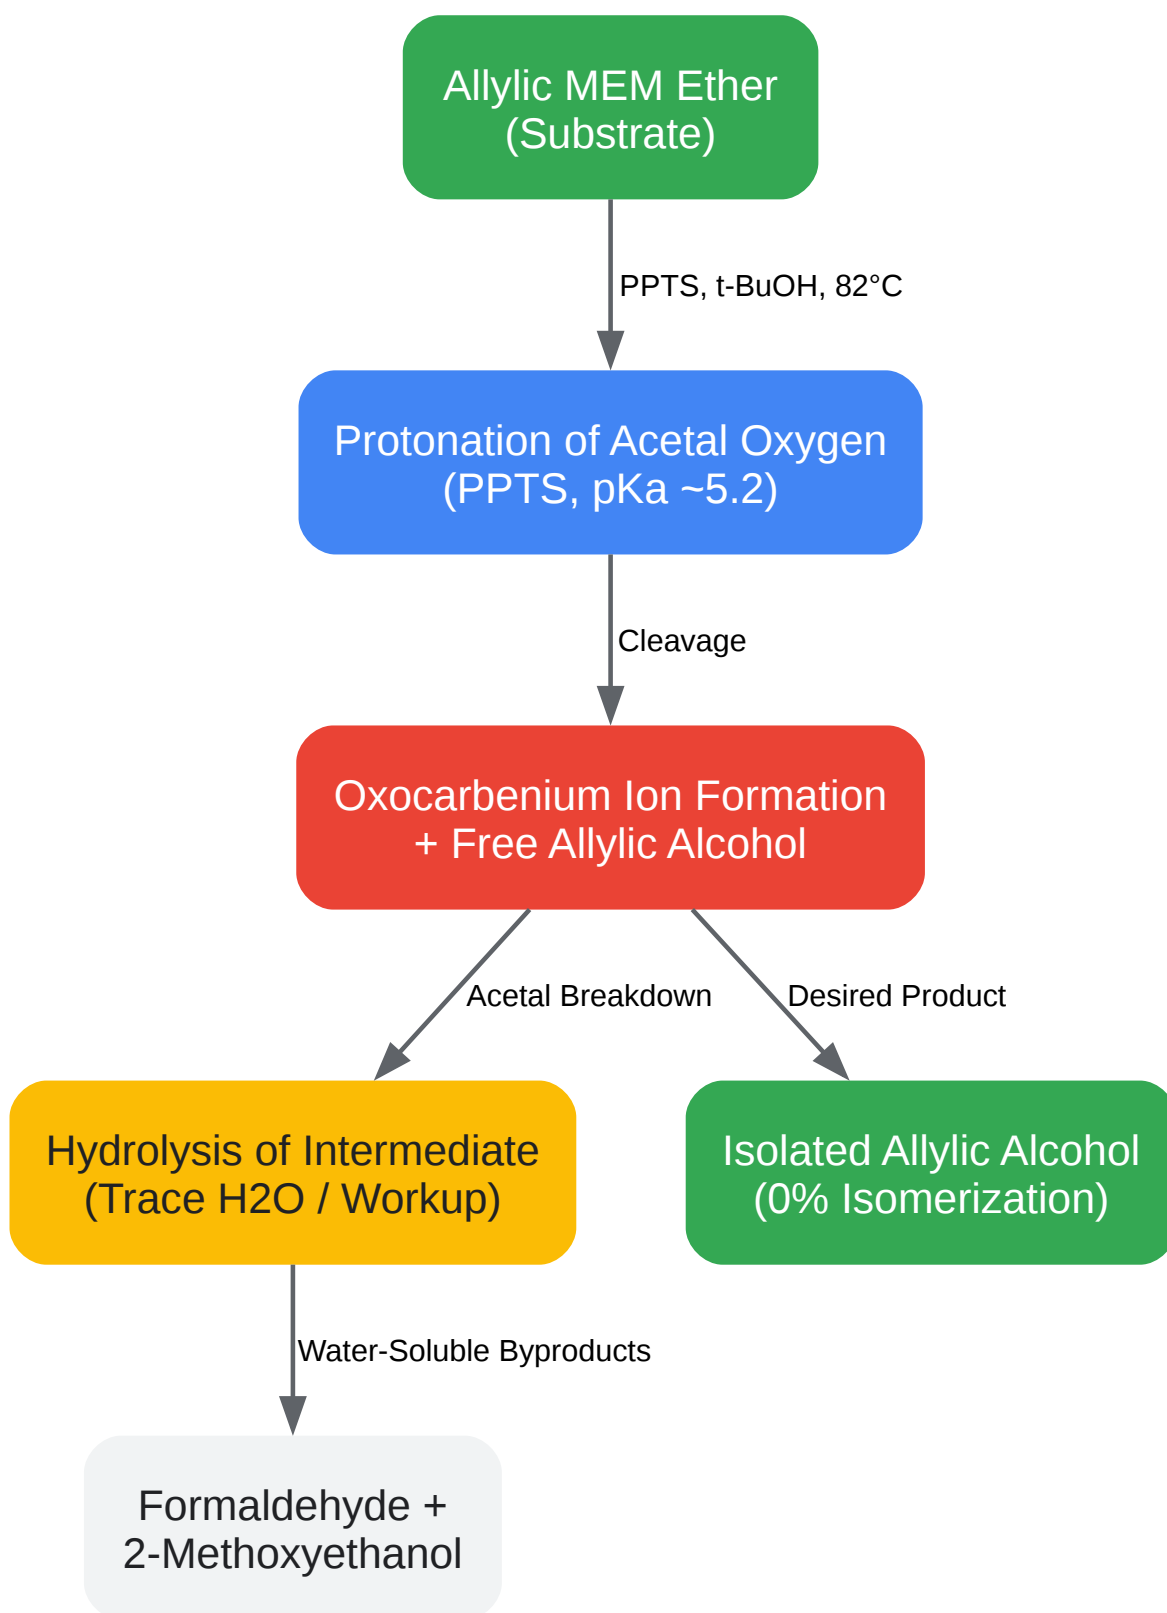 Allylic MEM Ether
(Substrate)
PPTS, t-BuOH, 82°C
Protonation of Acetal Oxygen
(PPTS, pKa ~5.2)
Cleavage
Oxocarbenium Ion Formation
+ Free Allylic Alcohol
Acetal Breakdown
Desired Product
Hydrolysis of Intermediate
(Trace H2O / Workup)
Isolated Allylic Alcohol
(0% Isomerization)
Water-Soluble Byproducts
Formaldehyde +
2-Methoxyethanol